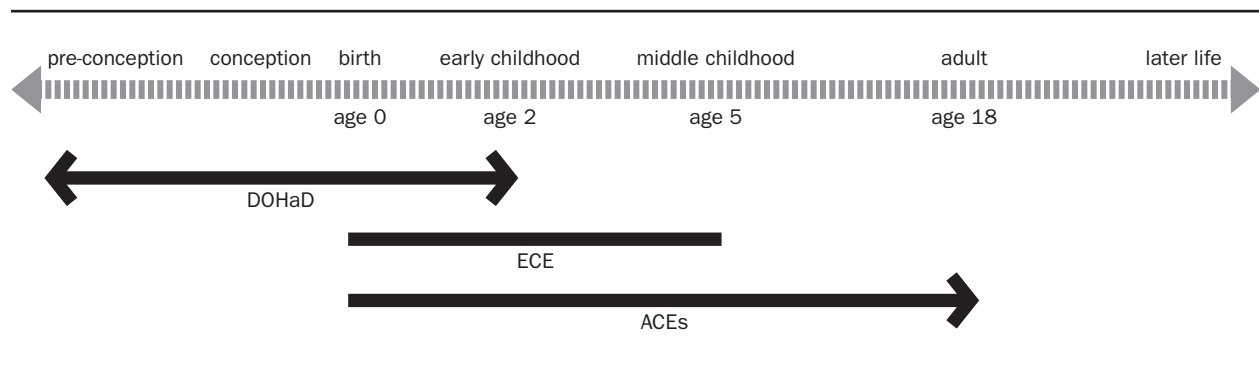 pre-conception conception birth early childhood middle childhood adult later life
age 0 age 2 age 5 age 18
DOHaD
ECE
ACEs